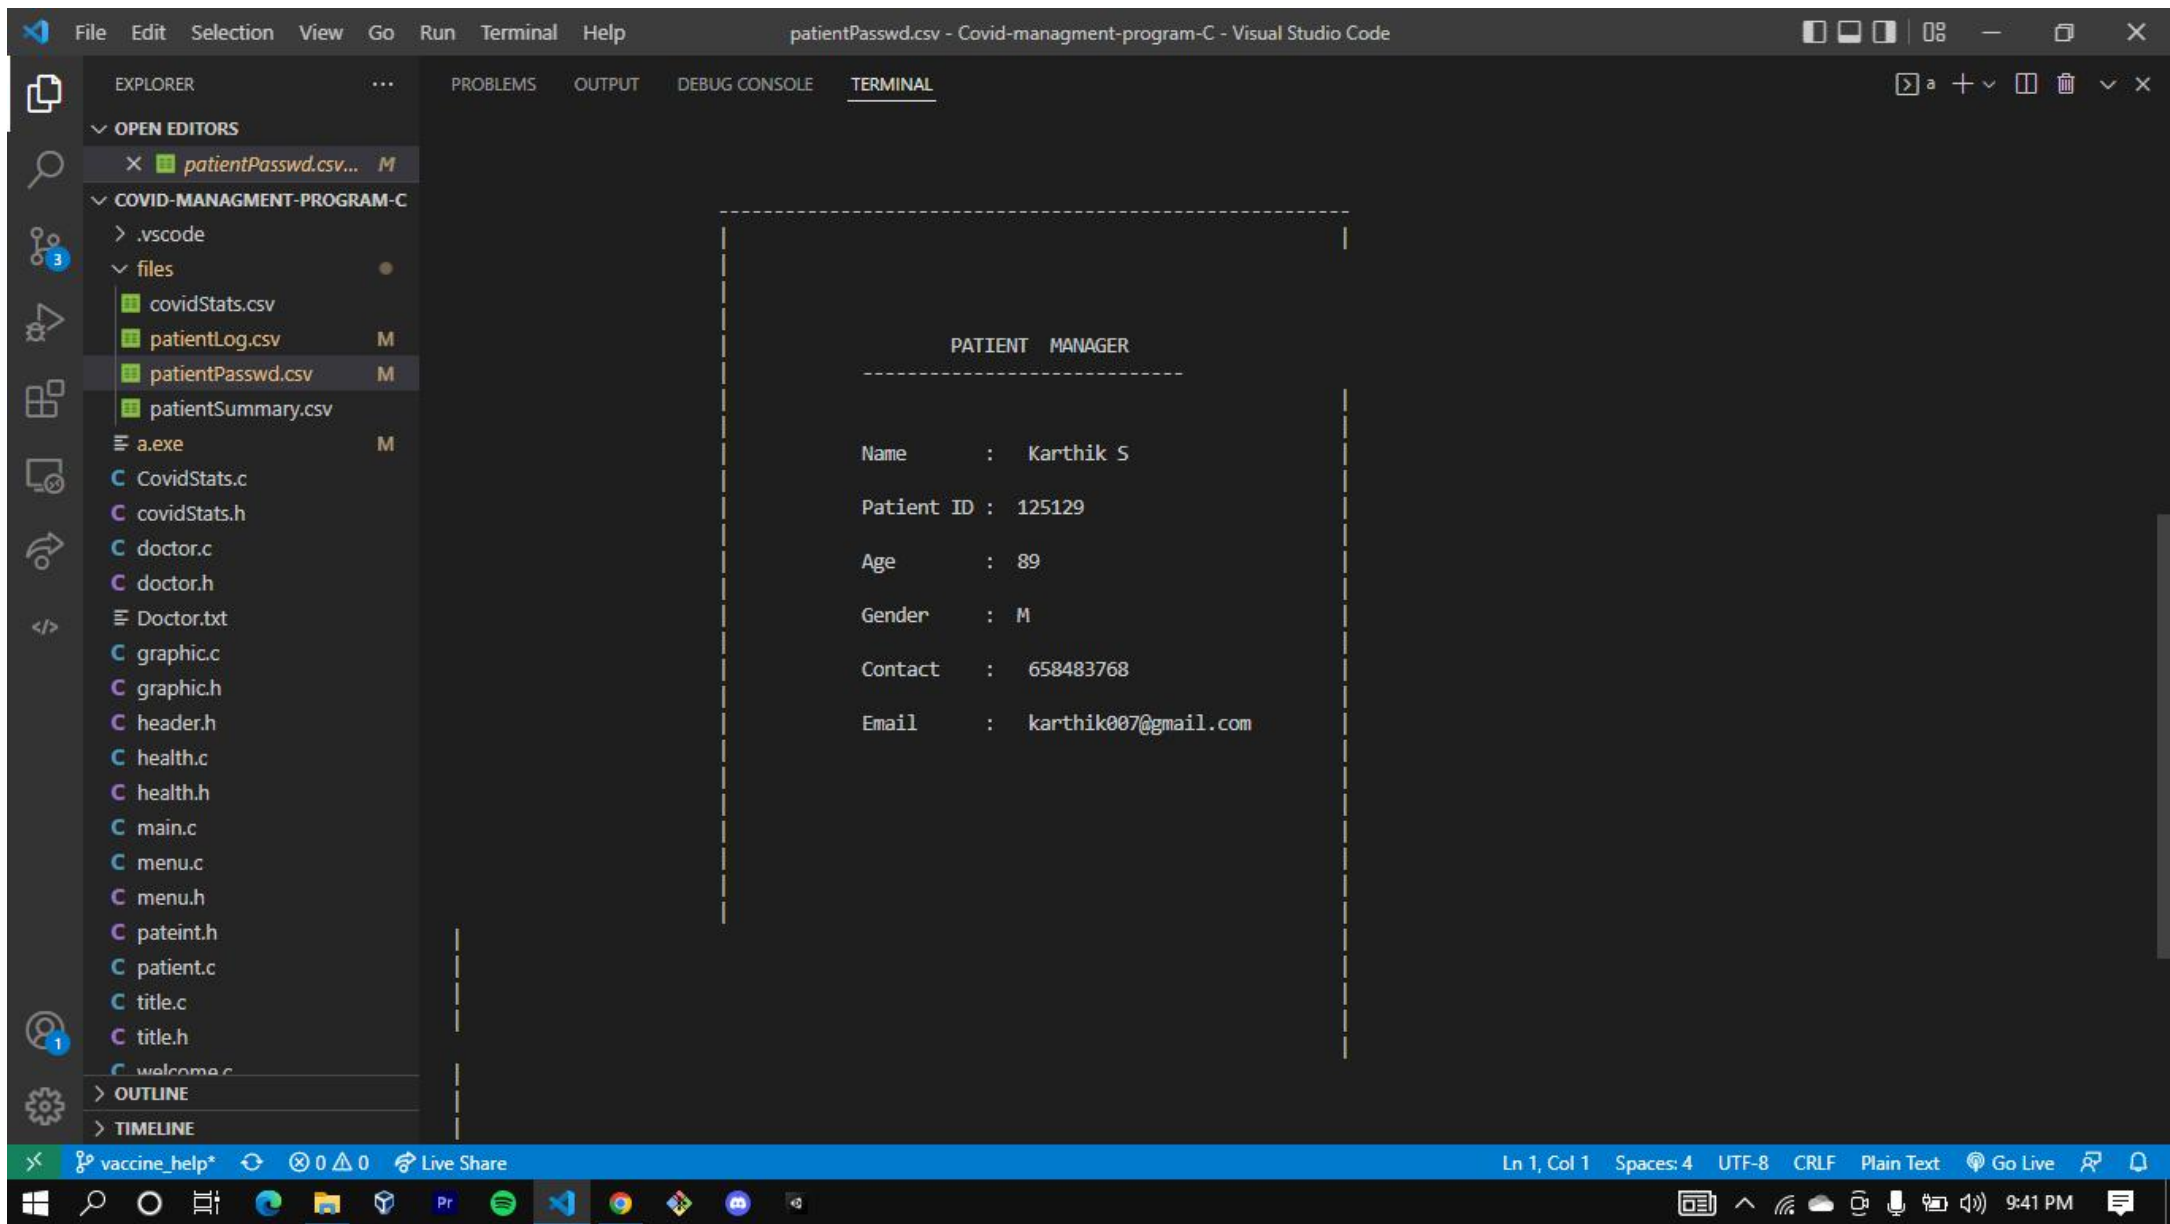 File Edit Selection View Go Run Terminal Help patientPasswd.csv - Covid-managment-program-C - Visual Studio Code
EXPLORER ...
OPEN EDITORS
patientPasswd.csv... M
COVID-MANAGMENT-PROGRAM-C
.vscode
files
covidStats.csv
patientLog.csv M
patientPasswd.csv M
patientSummary.csv
a.exe M
CovidStats.c
covidStats.h
doctor.c
doctor.h
Doctor.txt
graphic.c
graphic.h
header.h
health.c
health.h
main.c
menu.c
menu.h
pateint.h
patient.c
title.c
title.h
welcome.c
OUTLINE
TIMELINE
3
1
PROBLEMS OUTPUT DEBUG CONSOLE TERMINAL a
PATIENT MANAGER
Name : Karthik S
Patient ID : 125129
Age : 89
Gender : M
Contact : 658483768
Email : karthik007@gmail.com
vaccine_help* 0 0 Live Share Ln 1, Col 1 Spaces: 4 UTF-8 CRLF Plain Text Go Live
Pr 9:41 PM